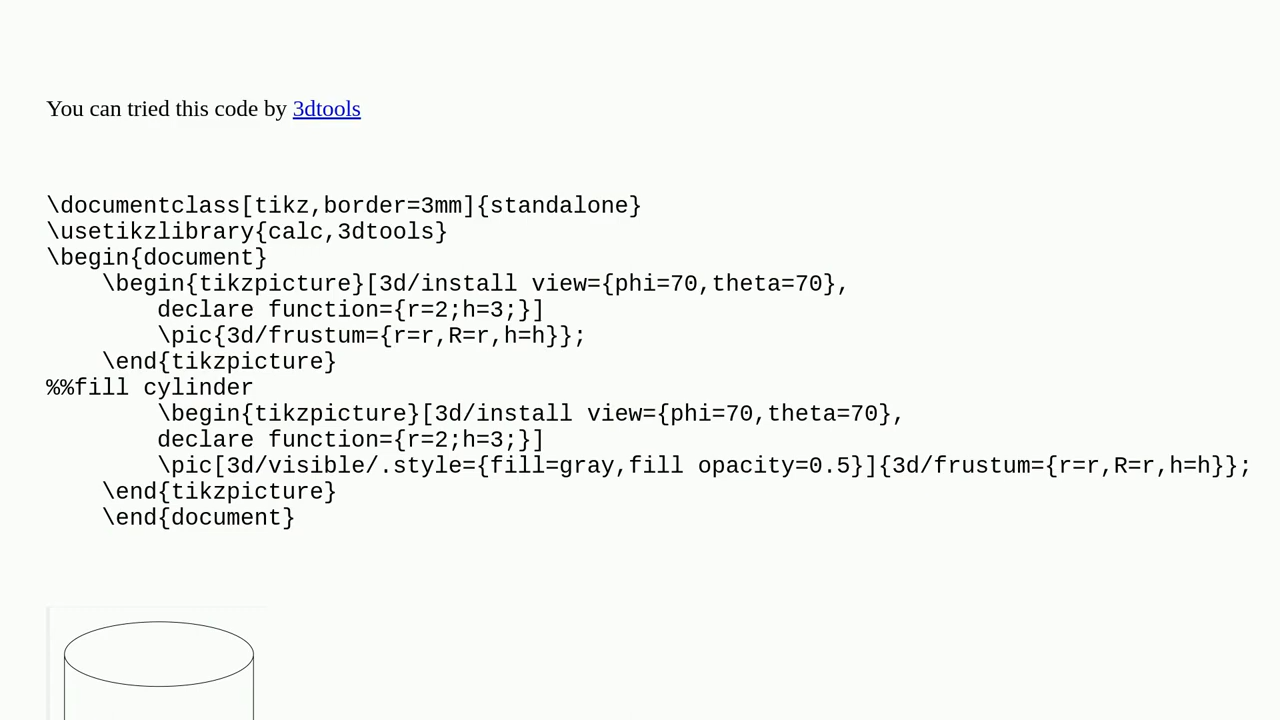 You can tried this code by 3dtools
\documentclass[tikz,border=3mm]{standalone}
\usetikzlibrary{calc,3dtools}
\begin{document}
    \begin{tikzpicture}[3d/install view={phi=70,theta=70},
        declare function={r=2;h=3;}]
        \pic{3d/frustum={r=r,R=r,h=h}};
    \end{tikzpicture}
%%fill cylinder
        \begin{tikzpicture}[3d/install view={phi=70,theta=70},
        declare function={r=2;h=3;}]
        \pic[3d/visible/.style={fill=gray,fill opacity=0.5}]{3d/frustum={r=r,R=r,h=h}};
    \end{tikzpicture}
    \end{document}